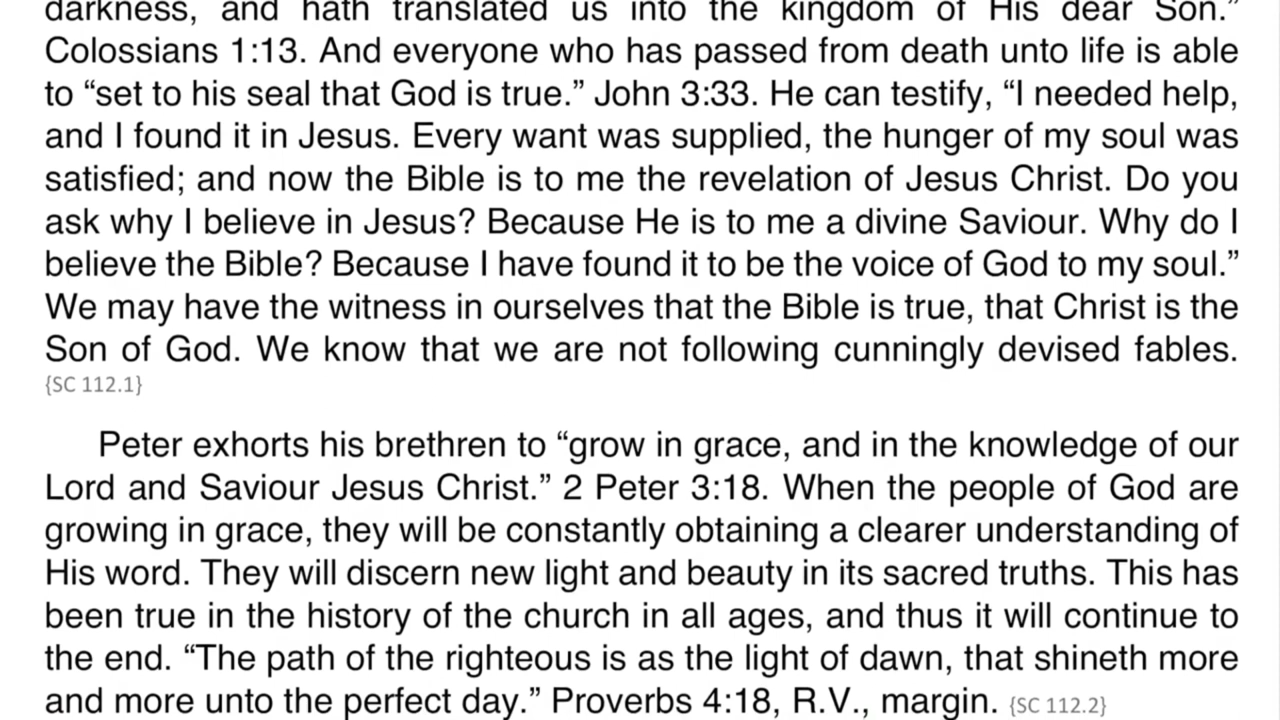 darkness, and hath translated us into the kingdom of His dear Son.”
Colossians 1:13. And everyone who has passed from death unto life is able
to “set to his seal that God is true.” John 3:33. He can testify, “I needed help,
and I found it in Jesus. Every want was supplied, the hunger of my soul was
satisfied; and now the Bible is to me the revelation of Jesus Christ. Do you
ask why I believe in Jesus? Because He is to me a divine Saviour. Why do I
believe the Bible? Because I have found it to be the voice of God to my soul.”
We may have the witness in ourselves that the Bible is true, that Christ is the
Son of God. We know that we are not following cunningly devised fables.
{SC 112.1}
Peter exhorts his brethren to “grow in grace, and in the knowledge of our
Lord and Saviour Jesus Christ.” 2 Peter 3:18. When the people of God are
growing in grace, they will be constantly obtaining a clearer understanding of
His word. They will discern new light and beauty in its sacred truths. This has
been true in the history of the church in all ages, and thus it will continue to
the end. “The path of the righteous is as the light of dawn, that shineth more
and more unto the perfect day.” Proverbs 4:18, R.V., margin. {SC 112.2}